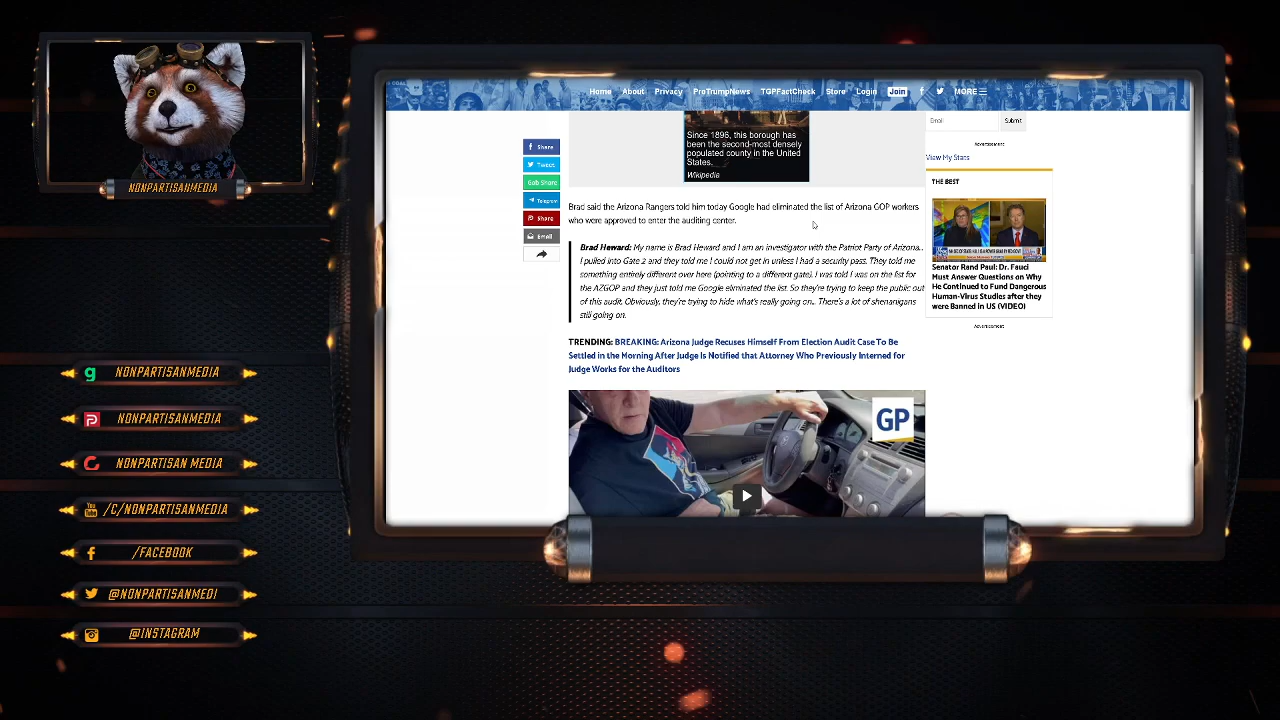 NONPARTISANMEDIA
NONPARTISANMEDIA
NONPARTISANMEDIA
NONPARTISAN MEDIA
You Tube /C/NONPARTISANMEDIA
/FACEBOOK
@NONPARTISANMEDI
@INSTAGRAM
Home About Privacy ProTrumpNews TGPFactCheck Store Login Join MORE
Since 1898, this borough has
been the second-most densely
populated county in the United
States.
Wikipedia
Share
Tweet
Gab Share
Telegram
Share
Email
Brad said the Arizona Rangers told him today Google had eliminated the list of Arizona GOP workers
who were approved to enter the auditing center.
Brad Heward: My name is Brad Heward and I am an investigator with the Patriot Party of Arizona..
I pulled into Gate 2 and they told me I could not get in unless I had a security pass. They told me
something entirely different over here (pointing to a different gate). I was told I was on the list for
the AZGOP and they just told me Google eliminated the list. So they're trying to keep the public out
of this audit. Obviously, they're trying to hide what's really going on... There's a lot of shenanigans
still going on.
TRENDING: BREAKING: Arizona Judge Recuses Himself From Election Audit Case To Be
Settled in the Morning After Judge Is Notified that Attorney Who Previously Interned for
Judge Works for the Auditors
GP
Email Submit
Advertisement
View My Stats
THE BEST
Senator Rand Paul: Dr. Fauci
Must Answer Questions on Why
He Continued to Fund Dangerous
Human-Virus Studies after they
were Banned in US (VIDEO)
Advertisement